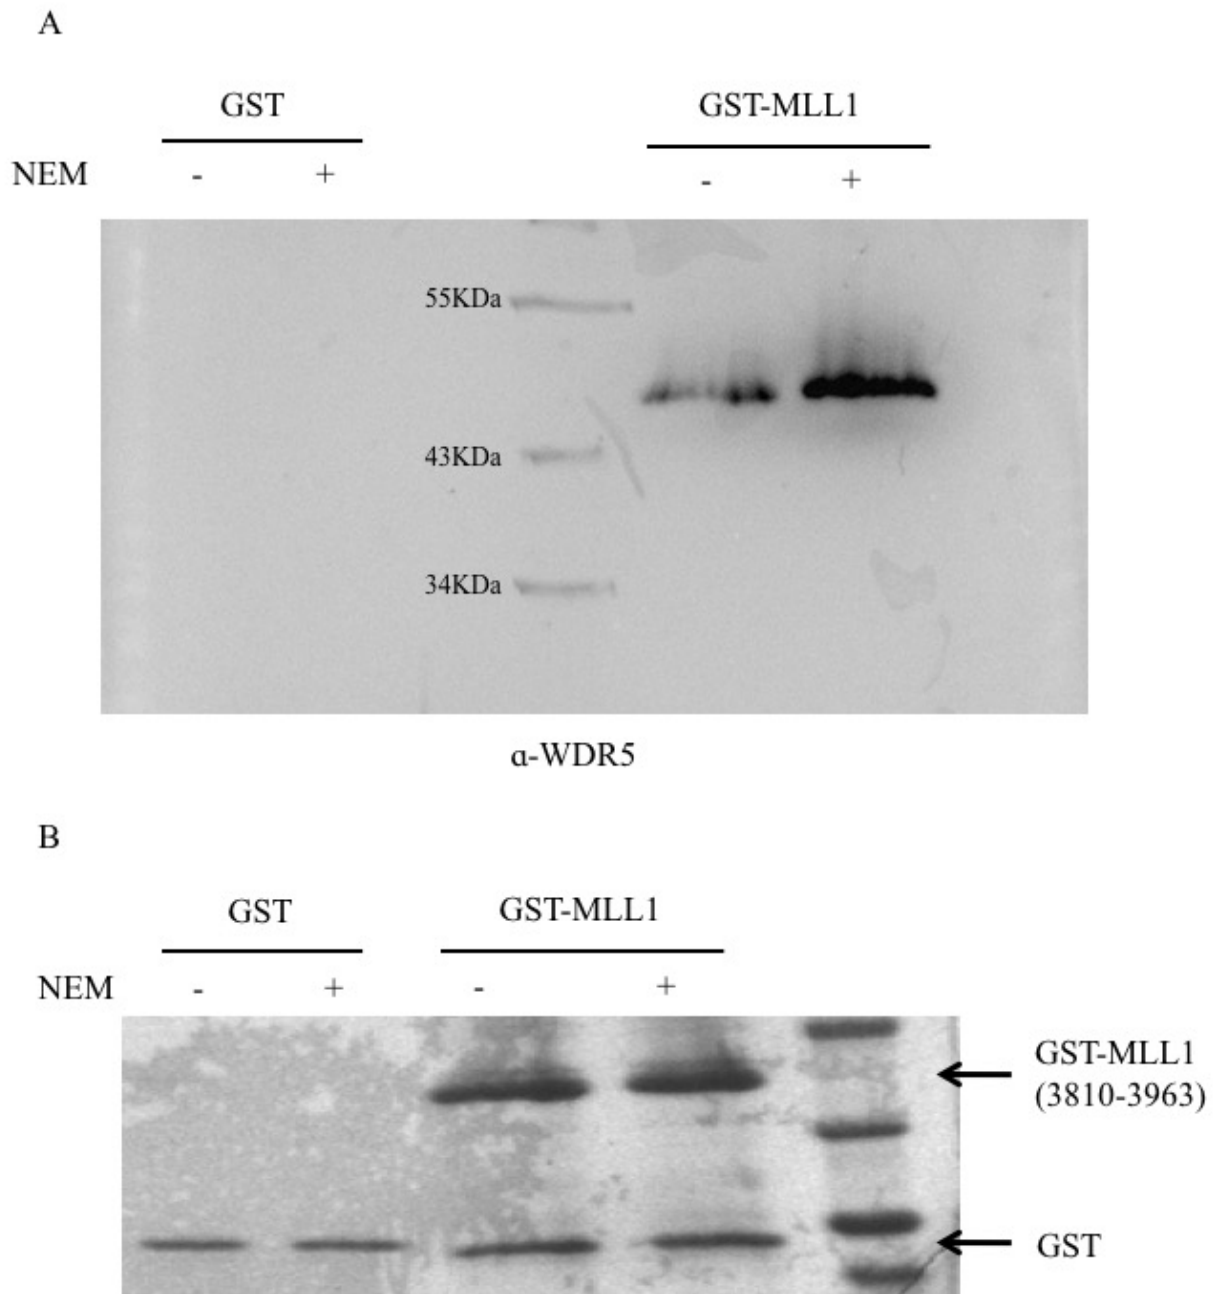 A
GST GST-MLL1
NEM - + - +
55KDa
43KDa
34KDa
α-WDR5
B
GST GST-MLL1
NEM - + - +
GST-MLL1
(3810-3963)
GST